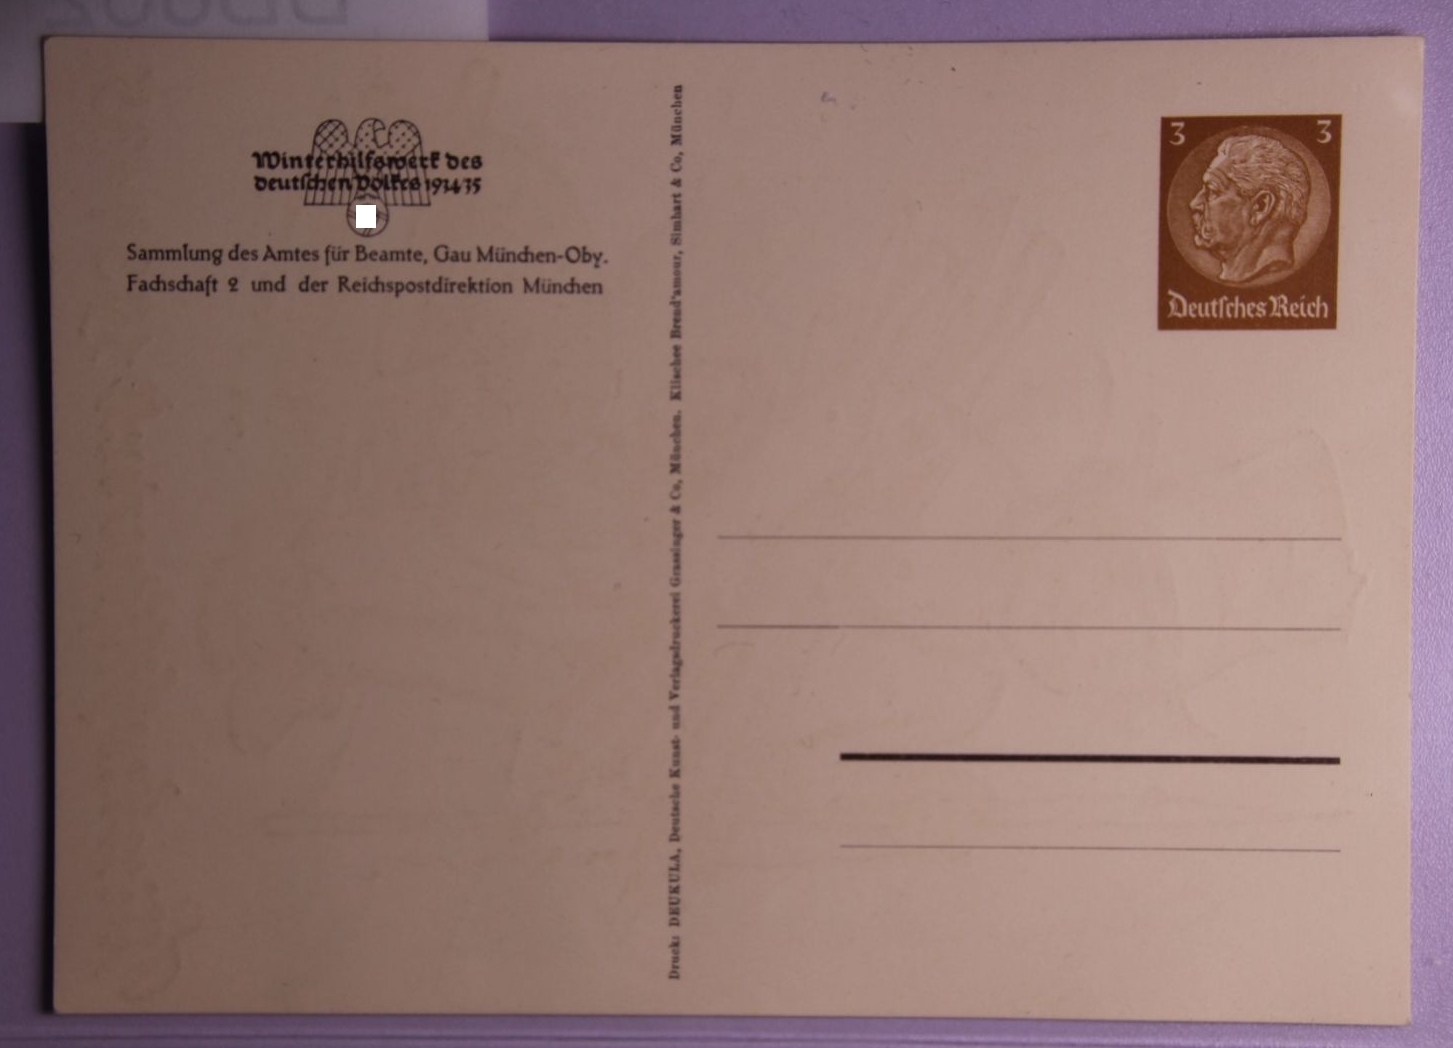 Winterhilfswerk des
deutschen Volkes 1934/35
Sammlung des Amtes für Beamte, Gau München-Oby.
Fachschaft 2 und der Reichspostdirektion München
Druck: DEUKULA, Deutsche Kunst- und Verlagsdruckerei Grassinger & Co, München. Klischee Brend'amour, Simhart & Co, München
3 3
Deutsches Reich